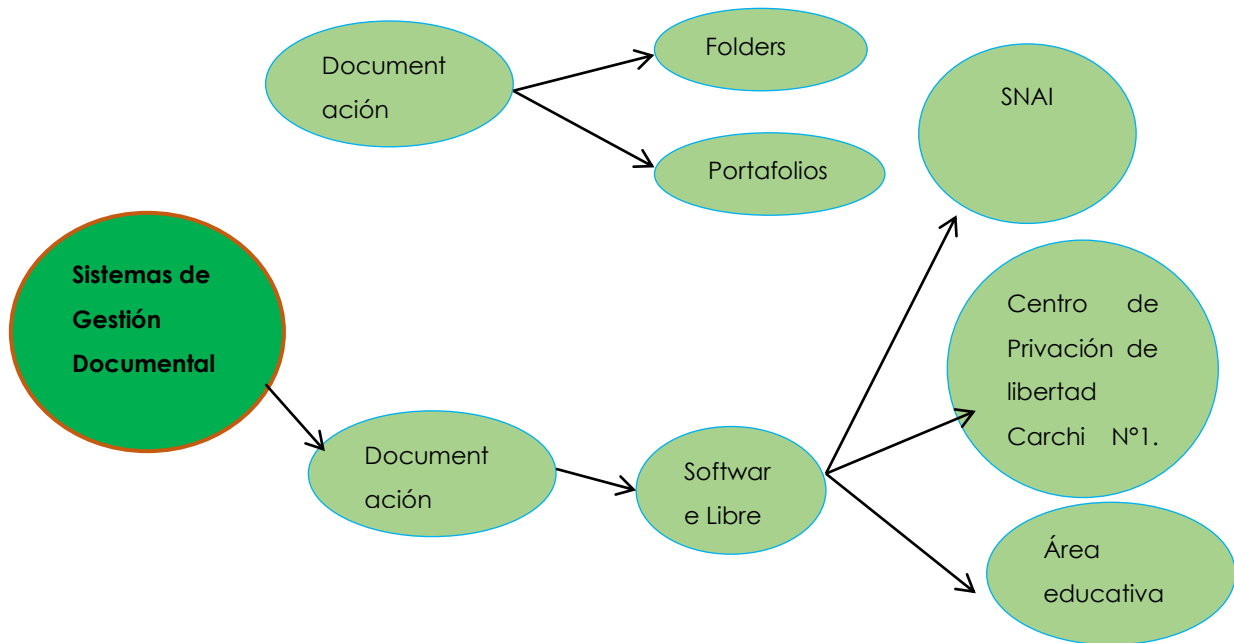 Document
ación
Folders
Portafolios
SNAI
Sistemas de
Gestión
Documental
Centro de
Privación de
libertad
Carchi N°1.
Document
ación
Softwar
e Libre
Área
educativa